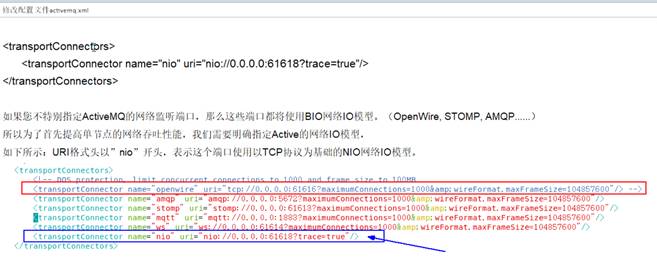 修改配置文件activemq.xml
<transportConnectors>
<transportConnector name="nio" uri="nio://0.0.0.0:61618?trace=true"/>
</transportConnectors>
如果您不特别指定ActiveMQ的网络监听端口，那么这些端口都将使用BIO网络IO模型。（OpenWire, STOMP, AMQP......）
所以为了首先提高单节点的网络吞吐性能，我们需要明确指定Active的网络IO模型，
如下所示：URI格式头以"nio"开头，表示这个端口使用以TCP协议为基础的NIO网络IO模型。
<transportConnectors>
<!-- DOS protection, limit concurrent connections to 1000 and frame size to 100MB
<transportConnector name="openwire" uri="tcp://0.0.0.0:61616?maximumConnections=1000&amp;wireFormat.maxFrameSize=104857600"/> -->
<transportConnector name="amqp" uri="amqp://0.0.0.0:5672?maximumConnections=1000&amp;wireFormat.maxFrameSize=104857600"/>
<transportConnector name="stomp" uri="stomp://0.0.0.0:61613?maximumConnections=1000&amp;wireFormat.maxFrameSize=104857600"/>
<transportConnector name="mqtt" uri="mqtt://0.0.0.0:1883?maximumConnections=1000&amp;wireFormat.maxFrameSize=104857600"/>
<transportConnector name="ws" uri="ws://0.0.0.0:61614?maximumConnections=1000&amp;wireFormat.maxFrameSize=104857600"/>
<transportConnector name="nio" uri="nio://0.0.0.0:61618?trace=true"/>
</transportConnectors>